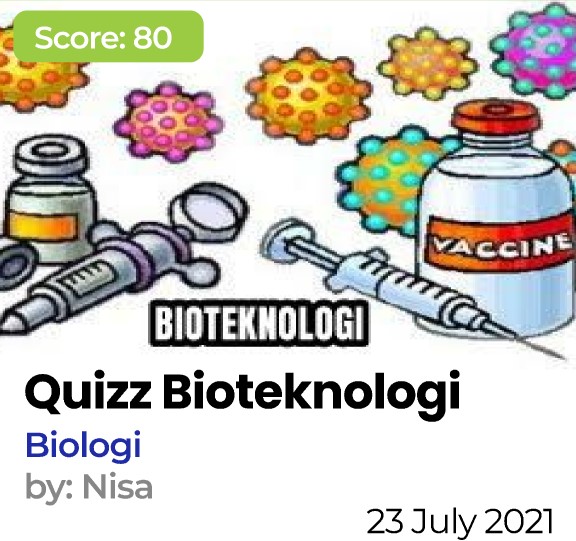 Score: 80
VACCINE
BIOTEKNOLOGI
Quizz Bioteknologi
Biologi
by: Nisa
23 July 2021